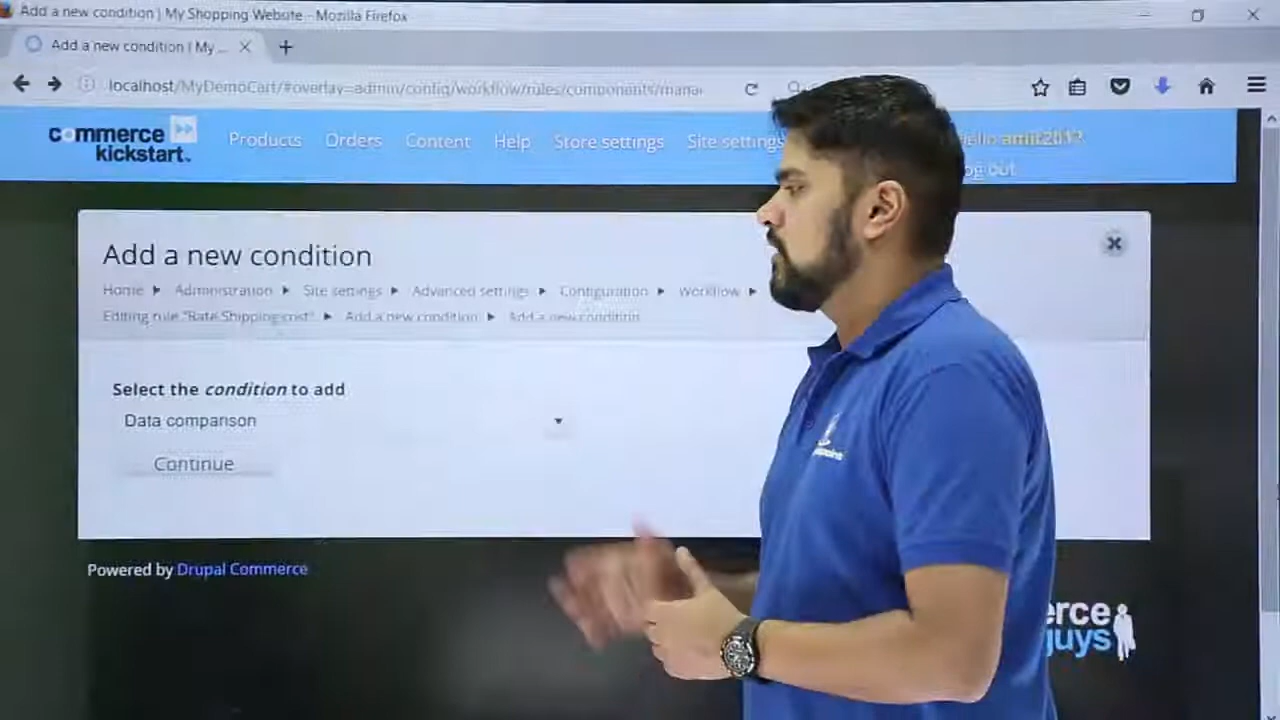 Add a new condition | My Shopping Website - Mozilla Firefox
Add a new condition | My ...
localhost/MyDemoCart/#overlay=admin/config/workflow/rules/components/mana
commerce kickstart.
Products Orders Content Help Store settings Site settings
Log out
Add a new condition
Home Administration Site settings Advanced settings Configuration Workflow
Editing rule "Rate Shipping cost" Add a new condition Add a new condition
Select the condition to add
Data comparison
Continue
Powered by Drupal Commerce
erce
guys